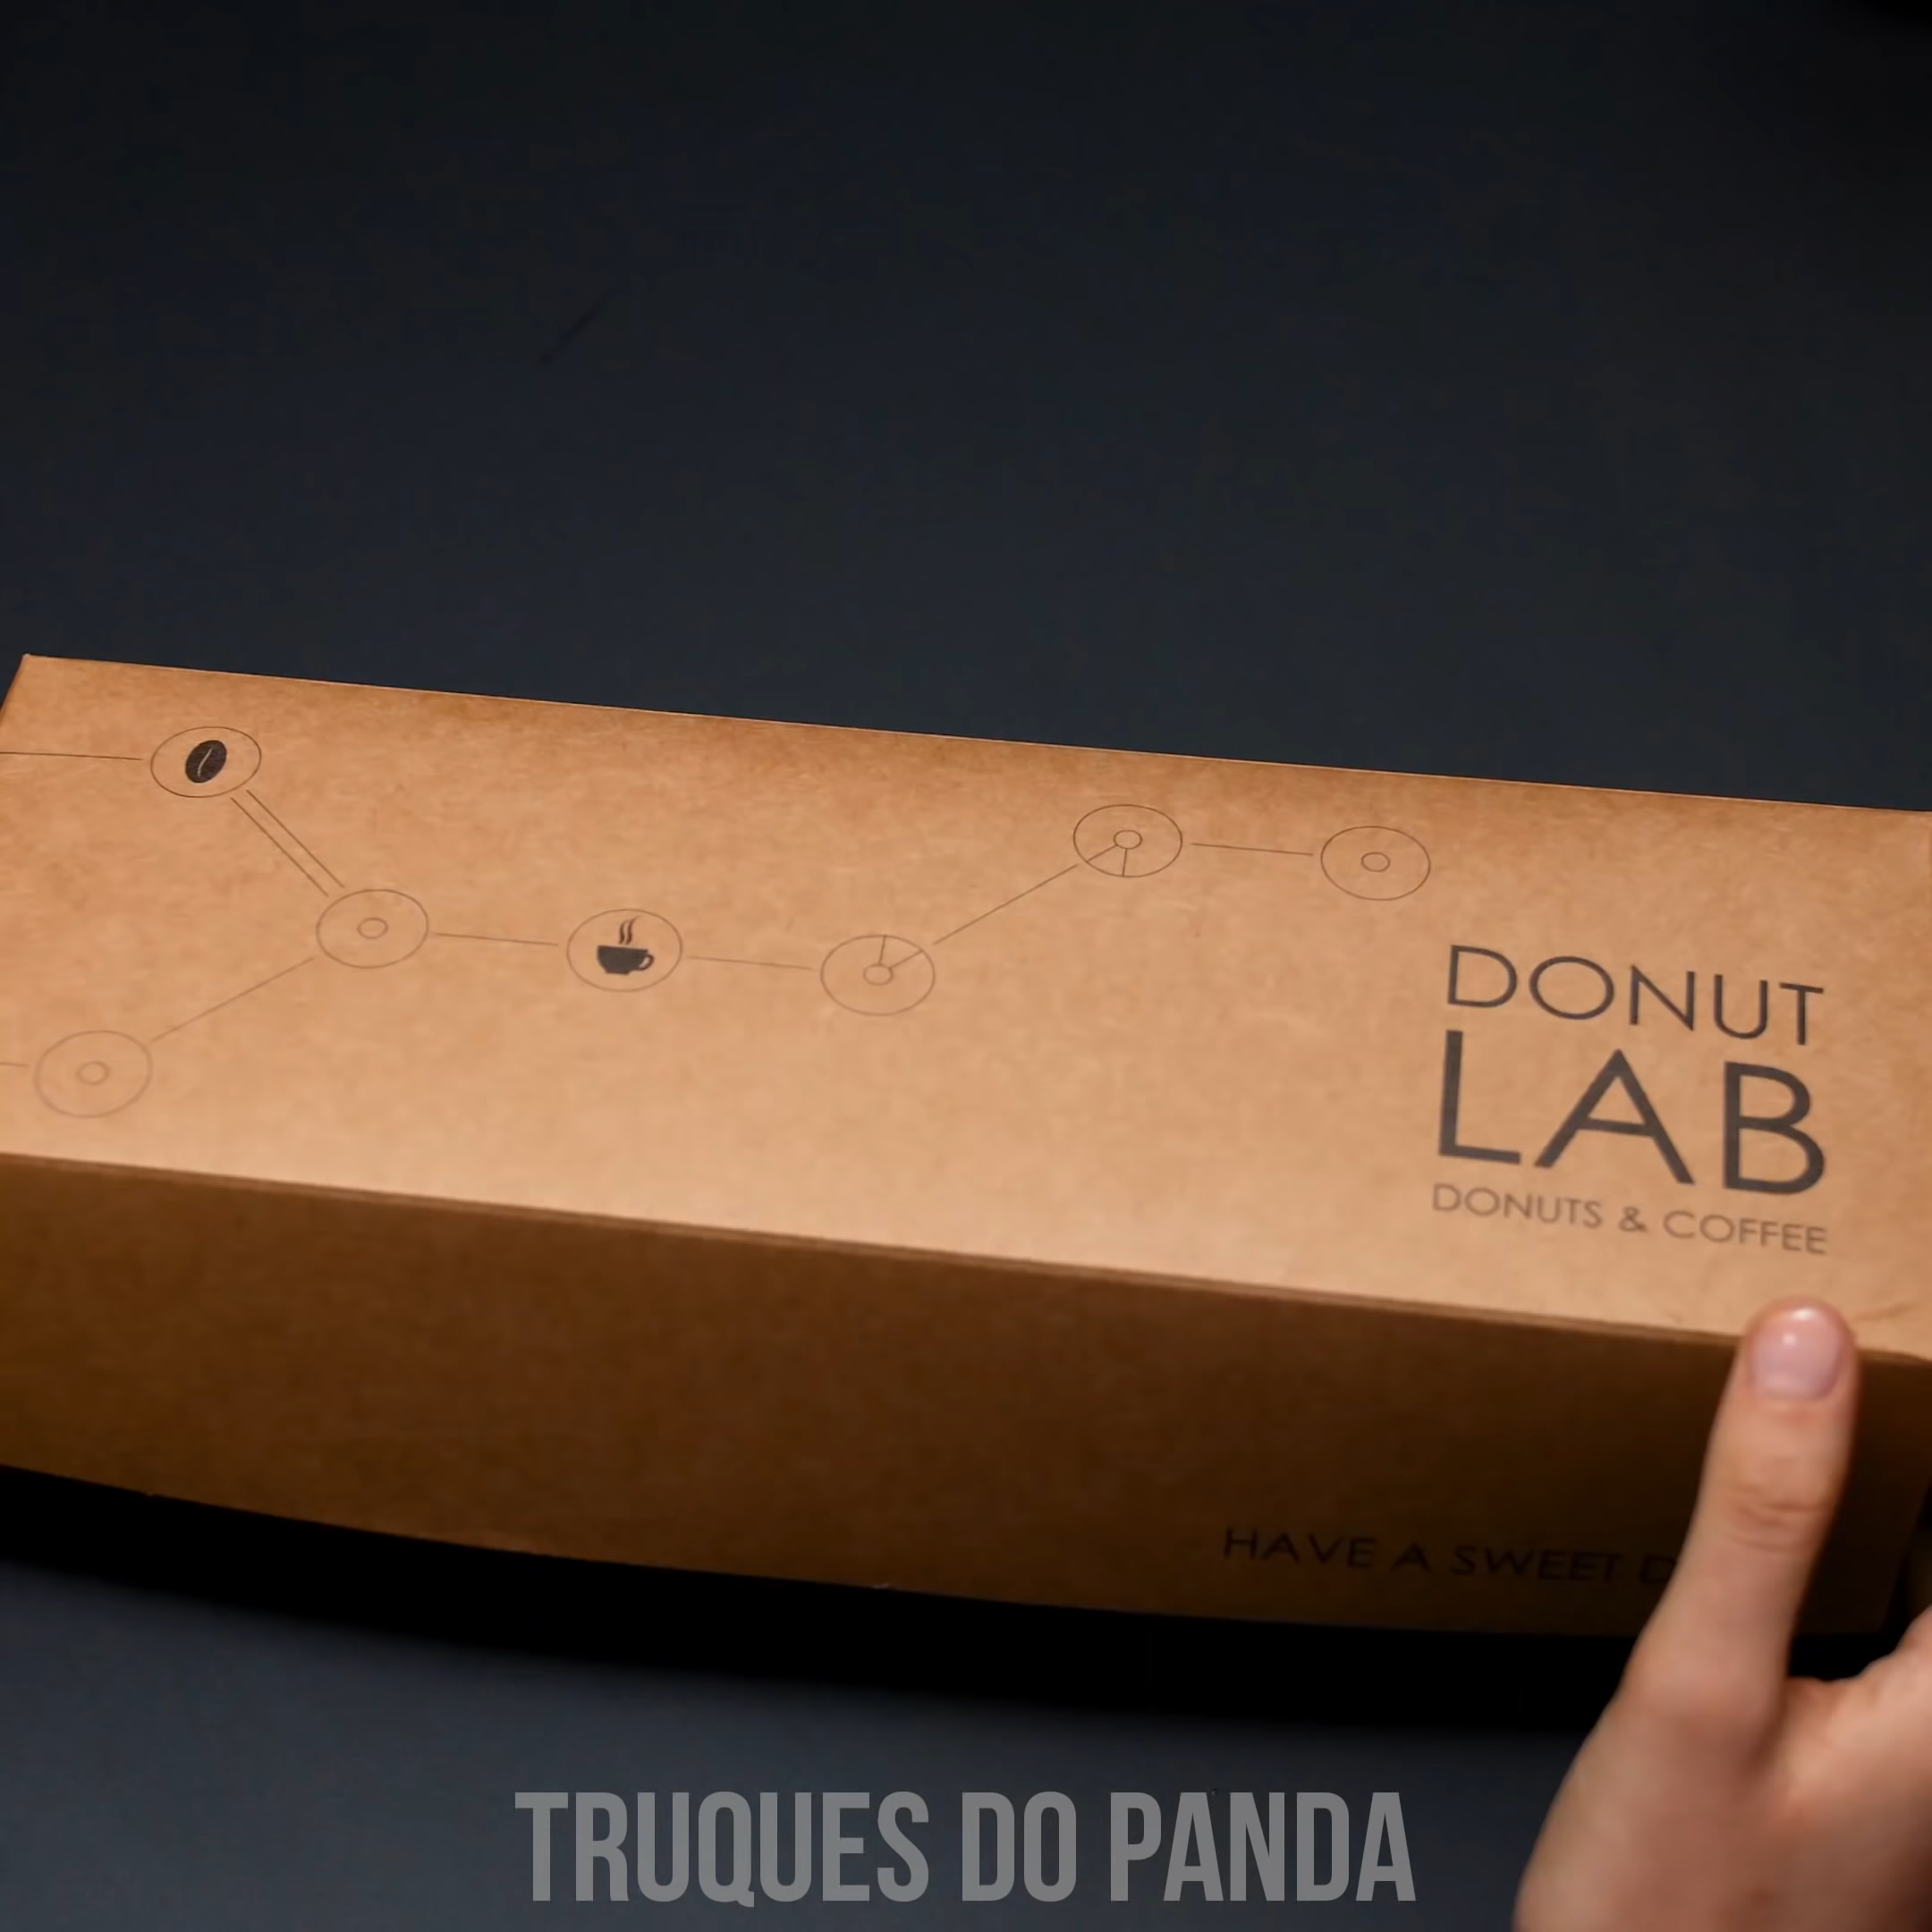 DONUT
LAB
DONUTS & COFFEE
HAVE A SWEET
TRUQUES DO PANDA